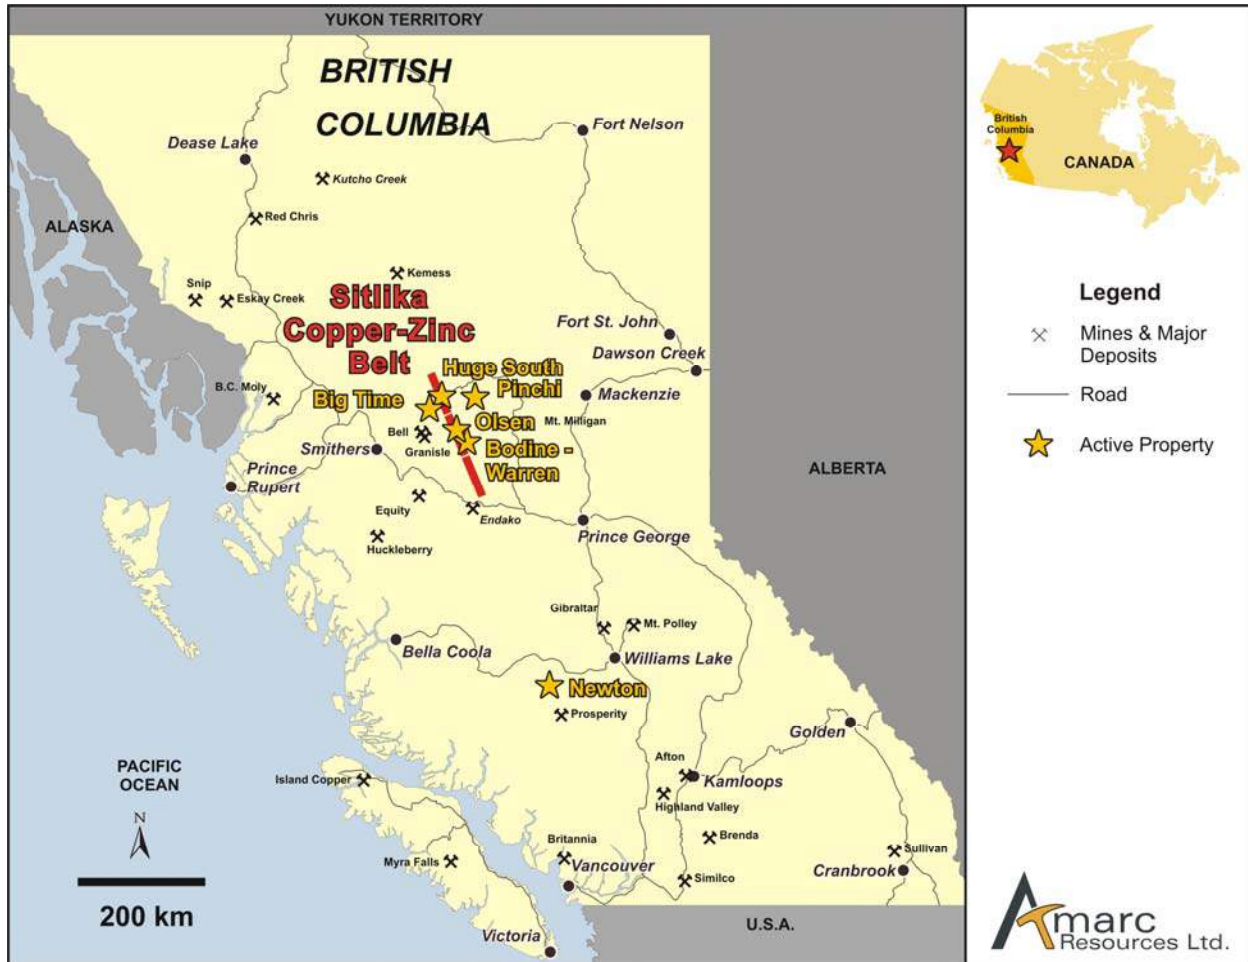 YUKON TERRITORY
BRITISH
COLUMBIA
Fort Nelson
Dease Lake
Kutcho Creek
Red Chris
ALASKA
Kemess
Snip
Eskay Creek
Sitlika
Copper-Zinc
Belt
Fort St. John
Dawson Creek
Huge South
Pinchi
B.C. Moly
Big Time
Mackenzie
Olsen
Mt. Milligan
Bell
Granisle
Smithers
Bodine -
Warren
ALBERTA
Prince
Rupert
Equity
Endako
Prince George
Huckleberry
Gibraltar
Mt. Polley
Bella Coola
Williams Lake
Newton
Prosperity
Golden
PACIFIC
OCEAN
Island Copper
Afton
Kamloops
Highland Valley
N
Brenda
Britannia
Sullivan
Myra Falls
Vancouver
Cranbrook
Similco
200 km
U.S.A.
Victoria
British
Columbia
CANADA
Legend
Mines & Major
Deposits
Road
Active Property
Amarc
Resources Ltd.